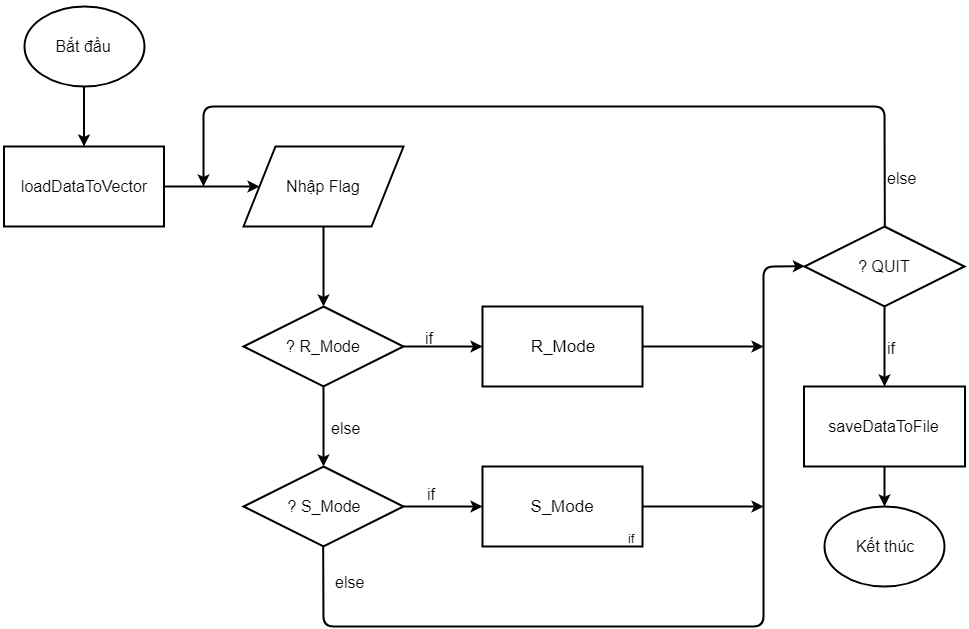 Bắt đầu
loadDataToVector
Nhập Flag
else
? QUIT
? R_Mode
if
R_Mode
if
else
saveDataToFile
? S_Mode
if
S_Mode
if
Kết thúc
else